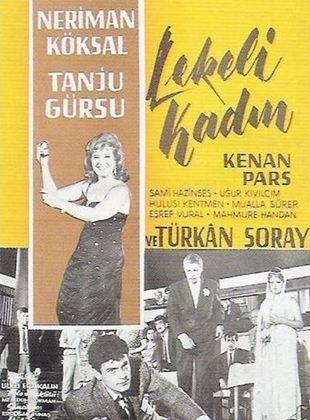 NERİMAN
KÖKSAL
TANJU
GÜRSU
Lekeli
Kadın
KENAN
PARS
SAMİ HAZİNSES • UĞUR KIVILCIM
HULUSİ KENTMEN • MUALLA SÜRER
EŞREF VURAL • MAHMURE HANDAN
VE TÜRKÂN ŞORAY